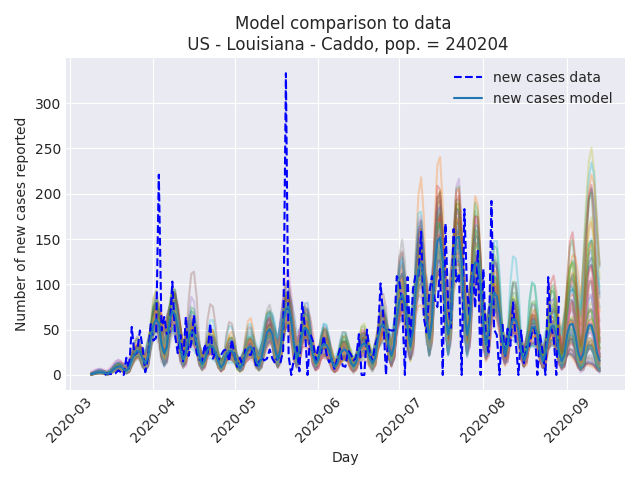 Model comparison to data
US - Louisiana - Caddo, pop. = 240204
new cases data
new cases model
Number of new cases reported
300
250
200
150
100
50
0
2020-03
2020-04
2020-05
2020-06
2020-07
2020-08
2020-09
Day